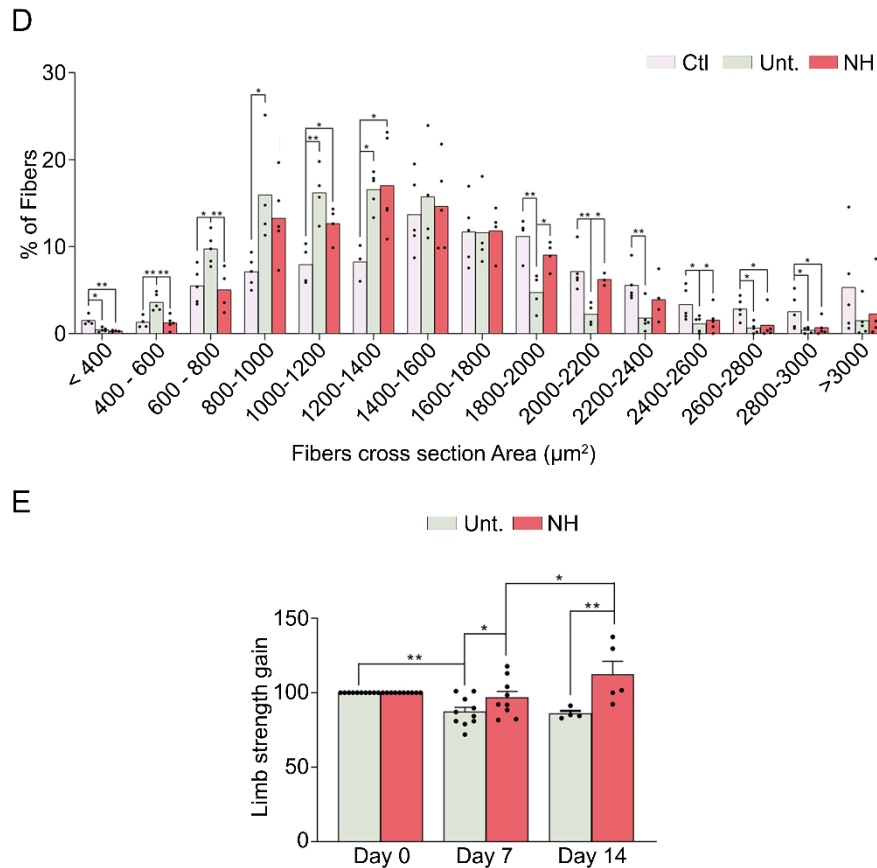 D
30
20
10
0
% of Fibers
Ctl Unt. NH
* ** * ** ** ** * ** * * ** * * ** * ** * ** * * * * * * *
< 400
400 - 600
600 - 800
800-1000
1000-1200
1200-1400
1400-1600
1600-1800
1800-2000
2000-2200
2200-2400
2400-2600
2600-2800
2800-3000
>3000
Fibers cross section Area (µm²)
E
Unt. NH
150
100
50
0
Limb strength gain
** * * **
Day 0 Day 7 Day 14